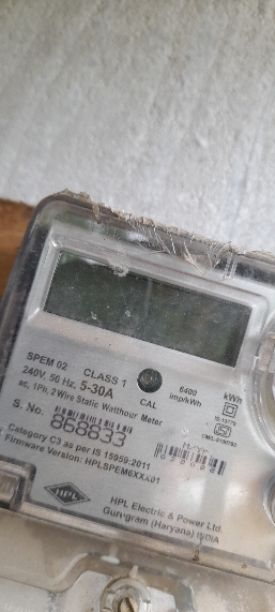 SPEM 02 CLASS 1 6400 kWh
240V, 50 Hz, 5-30A CAL imp/kWh
ac, 1Ph, 2 Wire Static Watthour Meter
S. No. 868833
Category C3 as per IS 15959-2011
Firmware Version: HPLSPEM6XXX01
HPL
HPL Electric & Power Ltd.
Gurugram (Haryana) INDIA